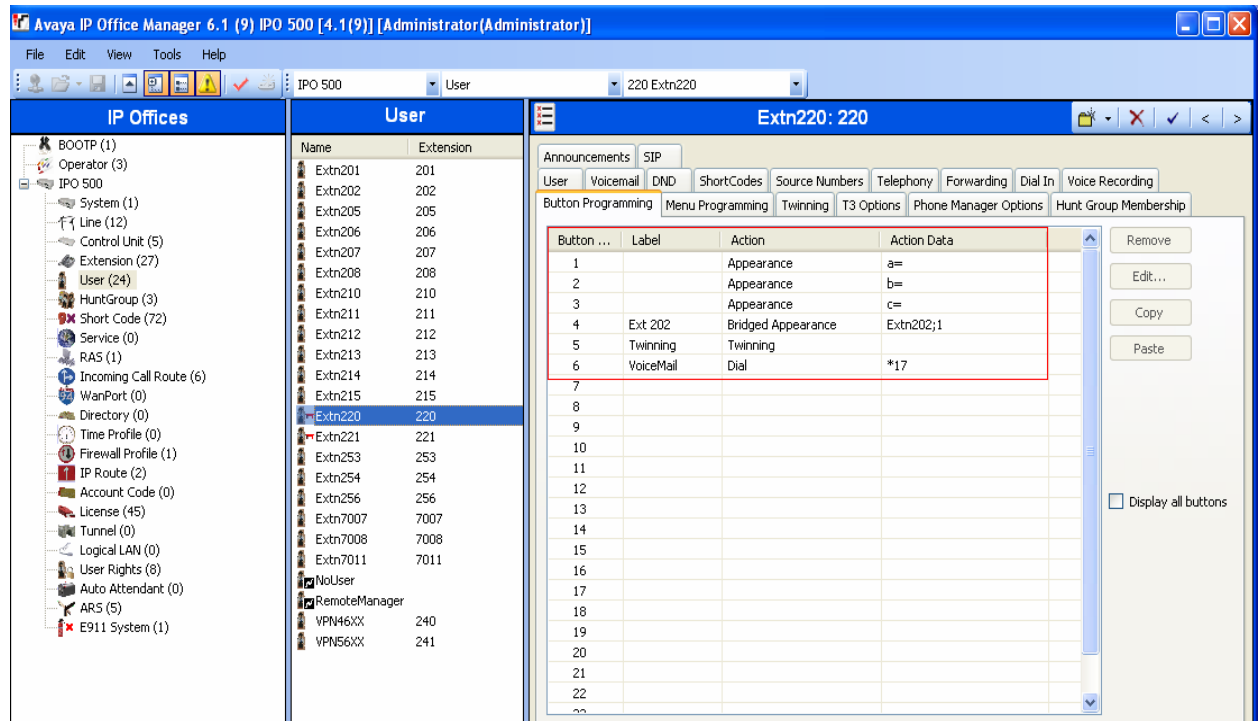 Avaya IP Office Manager 6.1 (9) IPO 500 [4.1(9)] [Administrator(Administrator)]
File Edit View Tools Help
IPO 500 User 220 Extn220
IP Offices
BOOTP (1)
Operator (3)
IPO 500
System (1)
Line (12)
Control Unit (5)
Extension (27)
User (24)
HuntGroup (3)
Short Code (72)
Service (0)
RAS (1)
Incoming Call Route (6)
WanPort (0)
Directory (0)
Time Profile (0)
Firewall Profile (1)
IP Route (2)
Account Code (0)
License (45)
Tunnel (0)
Logical LAN (0)
User Rights (8)
Auto Attendant (0)
ARS (5)
E911 System (1)
User
Name Extension
Extn201 201
Extn202 202
Extn205 205
Extn206 206
Extn207 207
Extn208 208
Extn210 210
Extn211 211
Extn212 212
Extn213 213
Extn214 214
Extn215 215
Extn220 220
Extn221 221
Extn253 253
Extn254 254
Extn256 256
Extn7007 7007
Extn7008 7008
Extn7011 7011
NoUser
RemoteManager
VPN46XX 240
VPN56XX 241
Extn220: 220
Announcements SIP
User Voicemail DND ShortCodes Source Numbers Telephony Forwarding Dial In Voice Recording
Button Programming Menu Programming Twinning T3 Options Phone Manager Options Hunt Group Membership
Button ... Label Action Action Data
1 Appearance a=
2 Appearance b=
3 Appearance c=
4 Ext 202 Bridged Appearance Extn202;1
5 Twinning Twinning
6 VoiceMail Dial *17
7
8
9
10
11
12
13
14
15
16
17
18
19
20
21
22
Remove
Edit...
Copy
Paste
Display all buttons